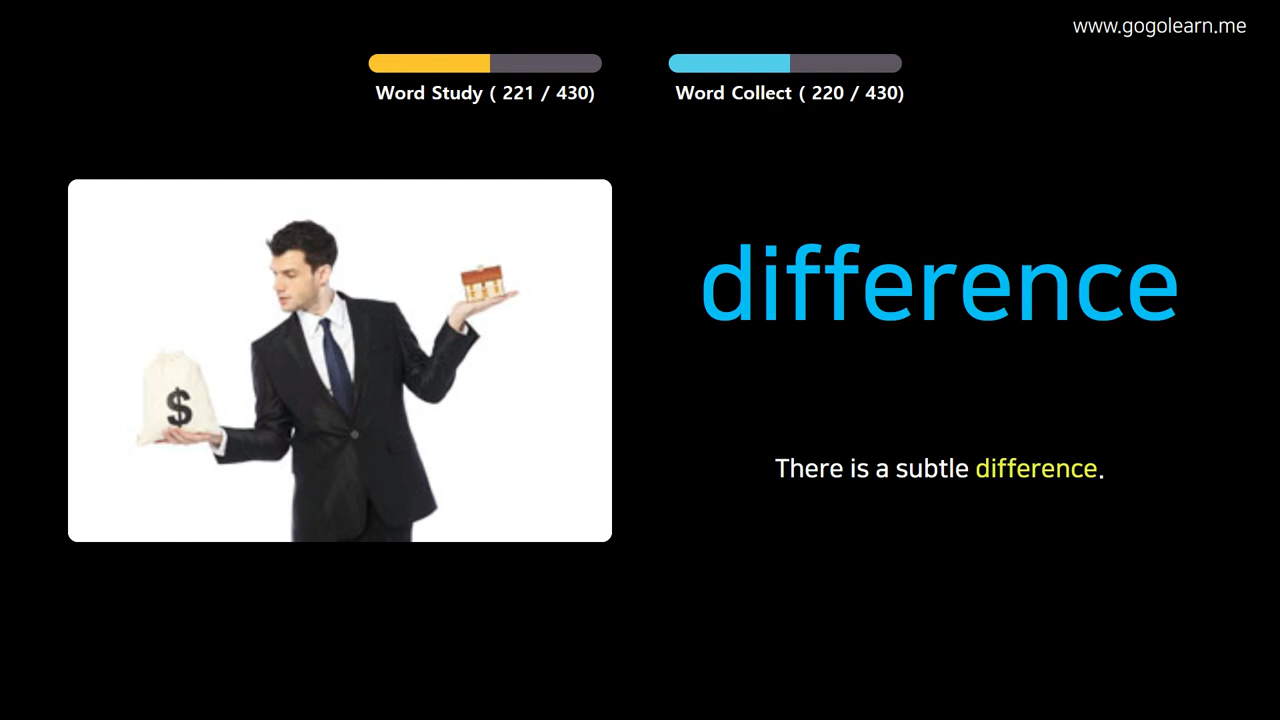 www.gogolearn.me
Word Study ( 221 / 430)
Word Collect ( 220 / 430)
difference
$
There is a subtle difference.